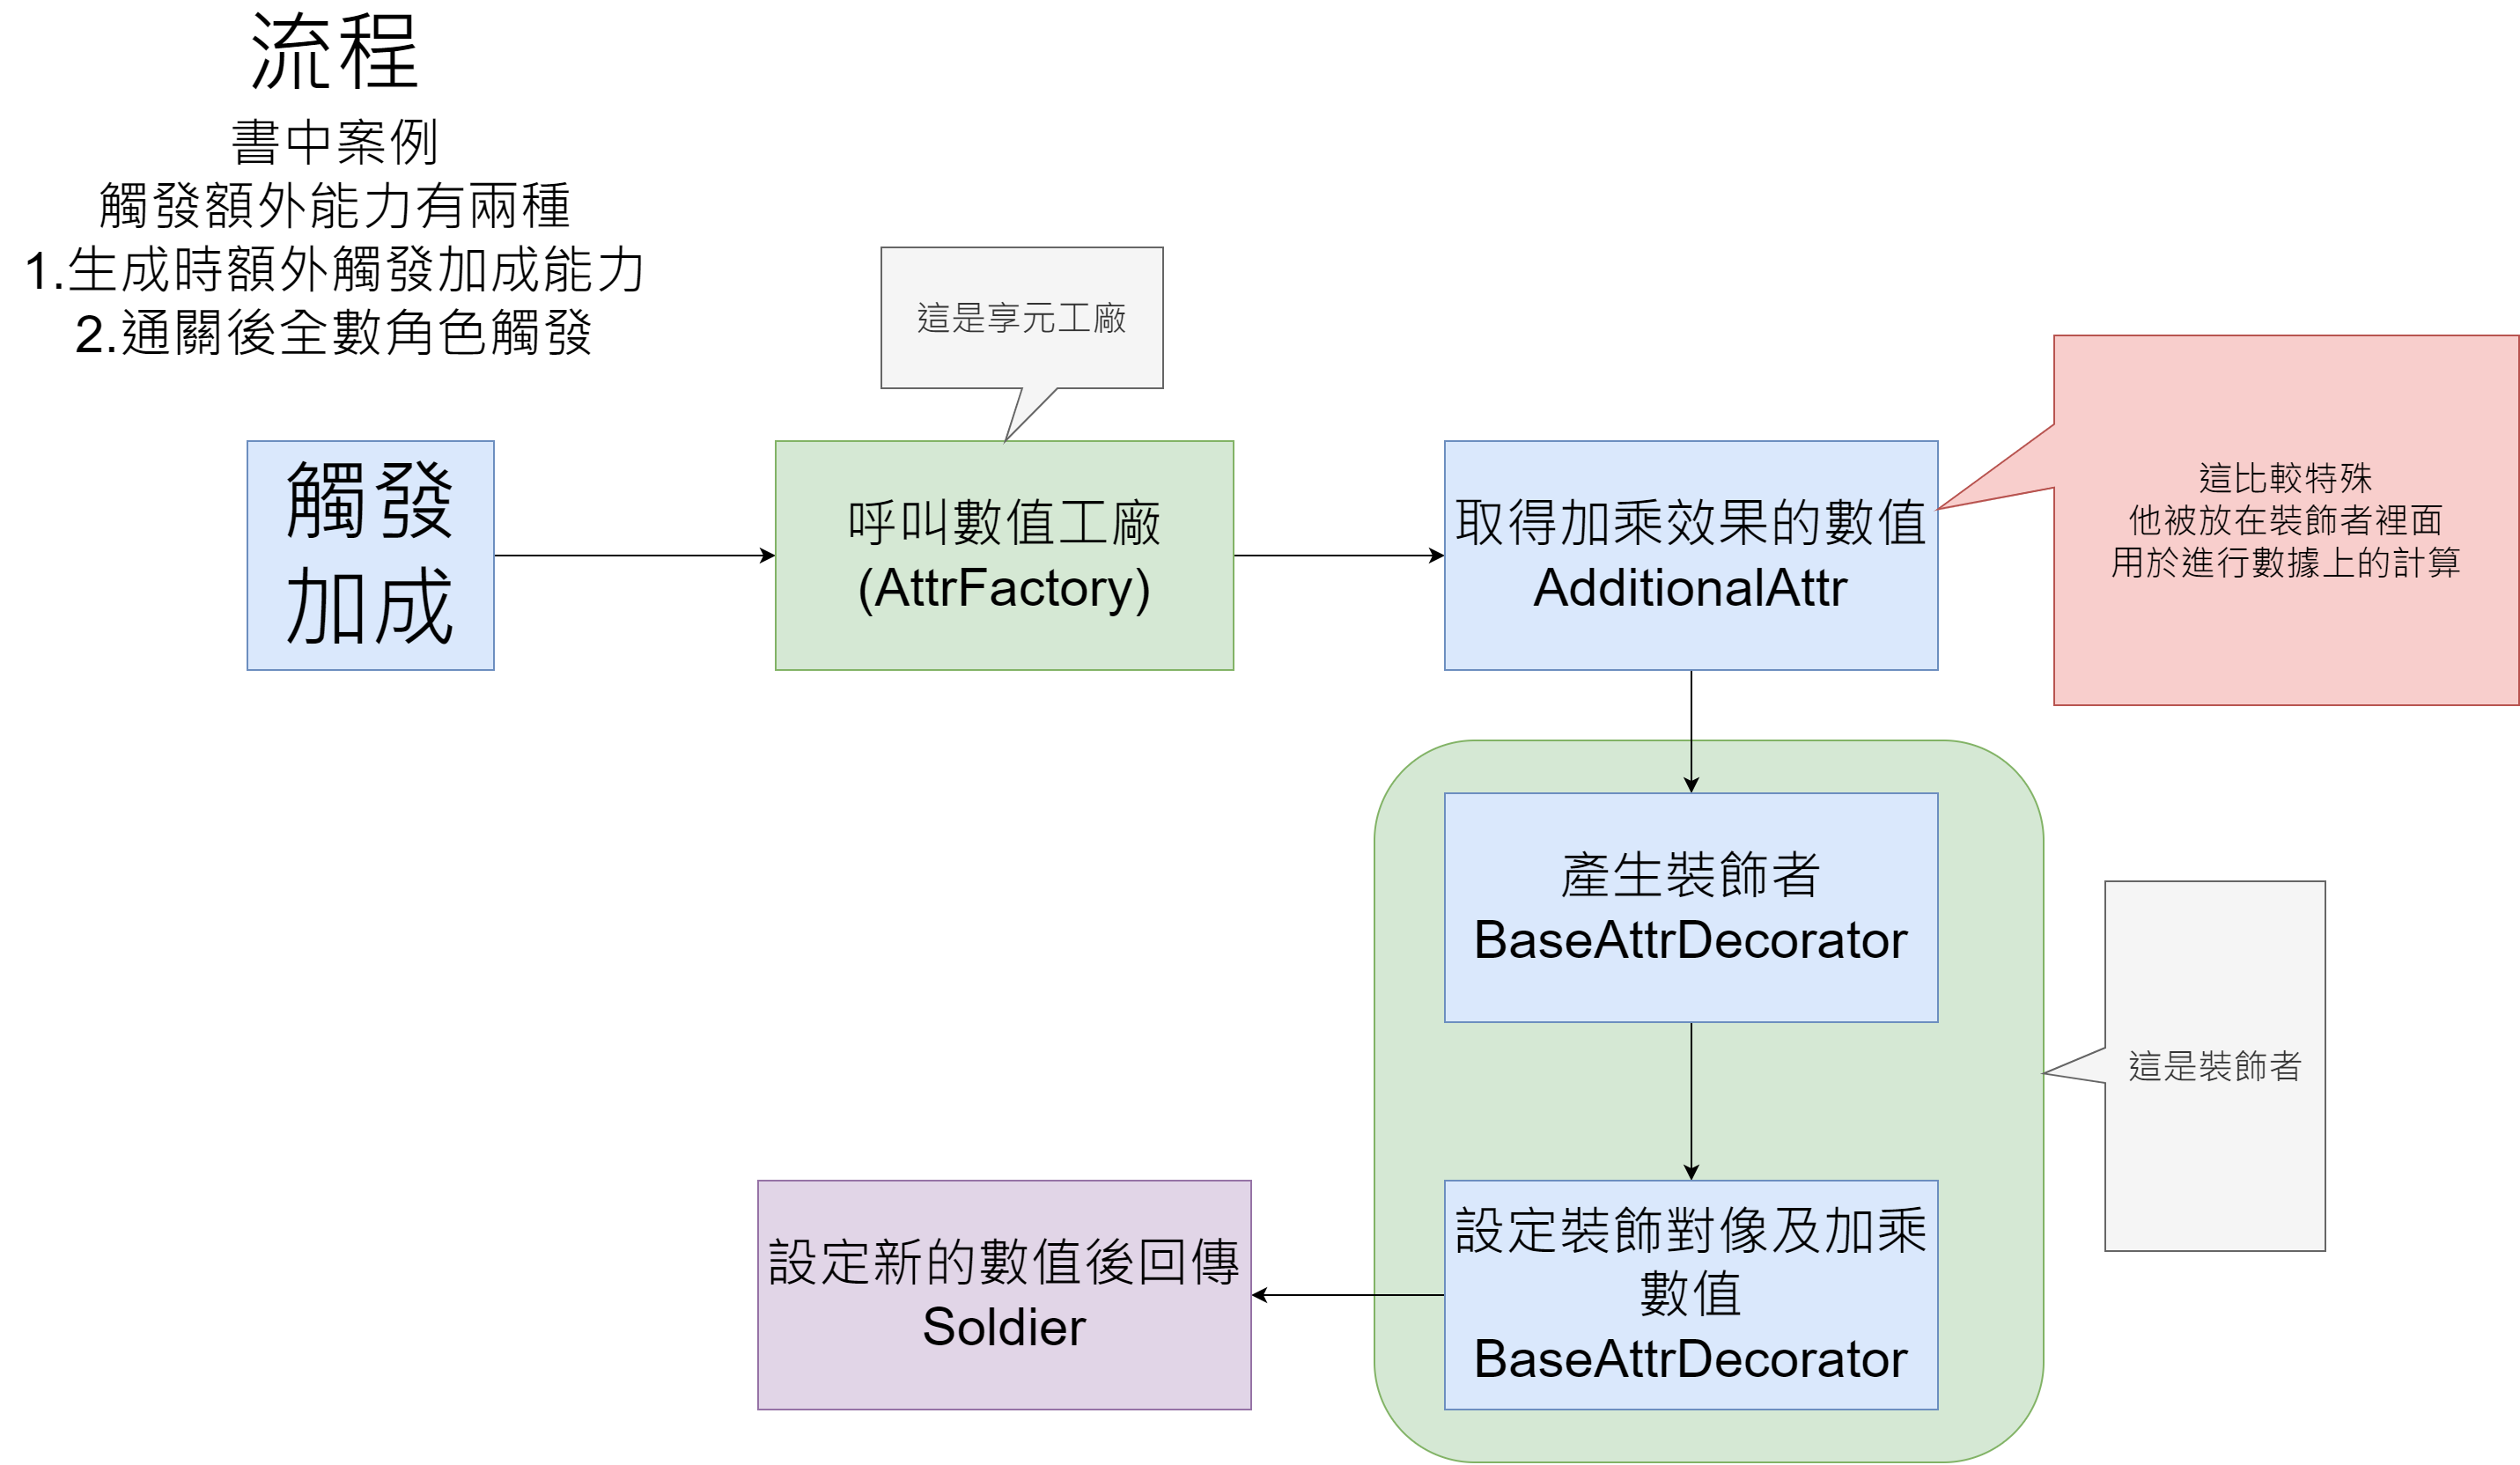 流程
書中案例
觸發額外能力有兩種
1.生成時額外觸發加成能力
2.通關後全數角色觸發
這是享元工廠
觸發
加成
呼叫數值工廠
(AttrFactory)
取得加乘效果的數值
AdditionalAttr
這比較特殊
他被放在裝飾者裡面
用於進行數據上的計算
產生裝飾者
BaseAttrDecorator
這是裝飾者
設定裝飾對像及加乘
數值
BaseAttrDecorator
設定新的數值後回傳
Soldier